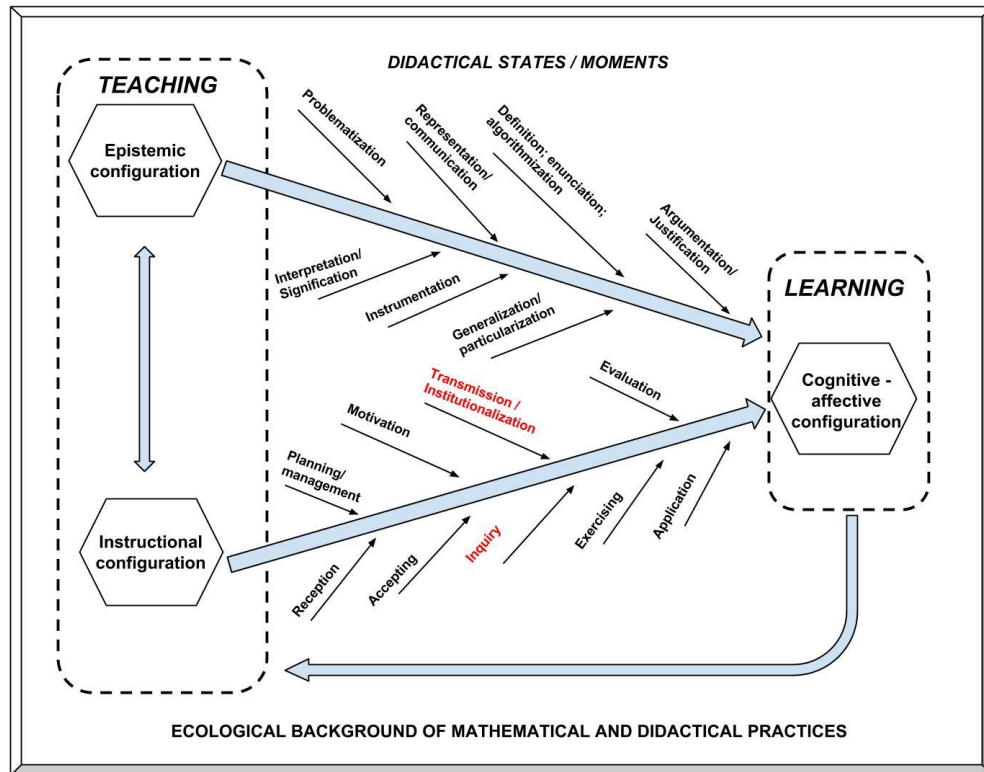 DIDACTICAL STATES / MOMENTS
TEACHING
Epistemic
configuration
Problematization
Representation/
communication
Definition; enunciation;
algorithmization
Argumentation/
Justification
Interpretation/
Signification
Instrumentation
Generalization/
particularization
LEARNING
Cognitive -
affective
configuration
Transmission /
Institutionalization
Evaluation
Motivation
Planning/
management
Instructional
configuration
Reception
Accepting
Inquiry
Exercising
Application
ECOLOGICAL BACKGROUND OF MATHEMATICAL AND DIDACTICAL PRACTICES